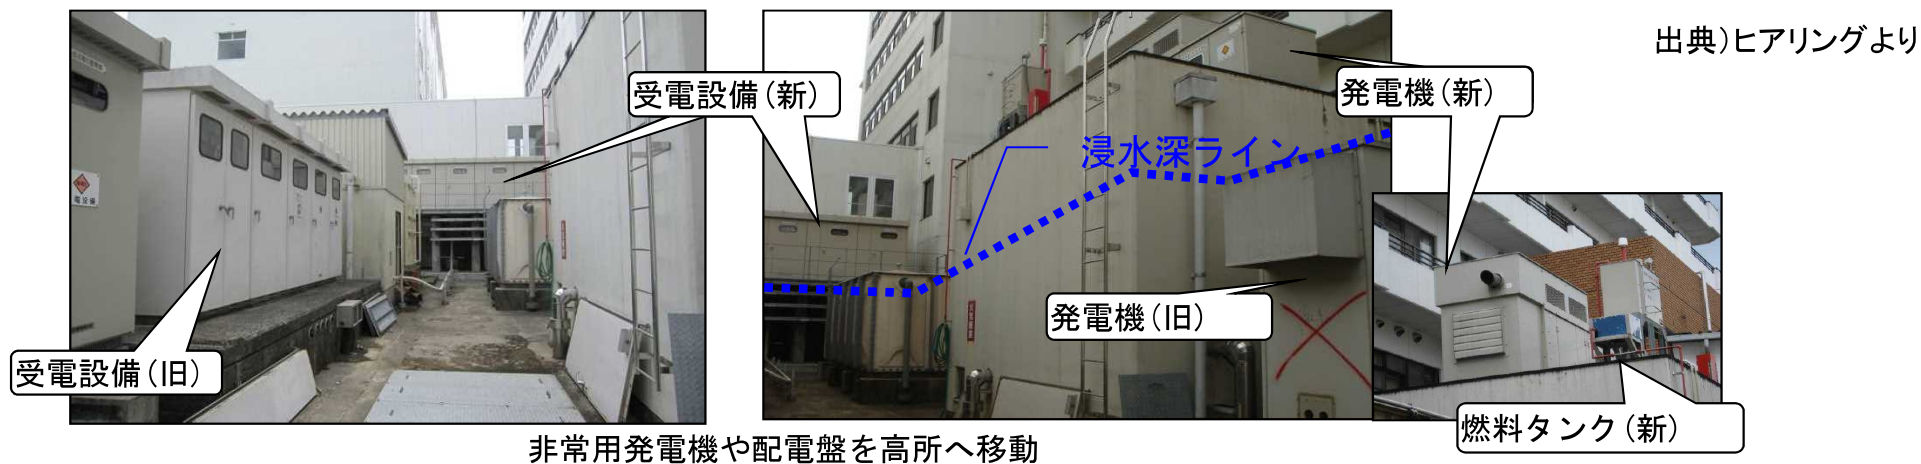 出典）ヒアリングより
受電設備（新）
発電機（新）
浸水深ライン
発電機（旧）
受電設備（旧）
燃料タンク（新）
非常用発電機や配電盤を高所へ移動